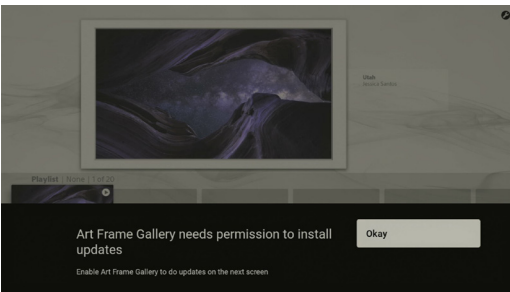 Utah
Playlist | None | 1 of 20
Art Frame Gallery needs permission to install
updates
Okay
Enable Art Frame Gallery to do updates on the next screen